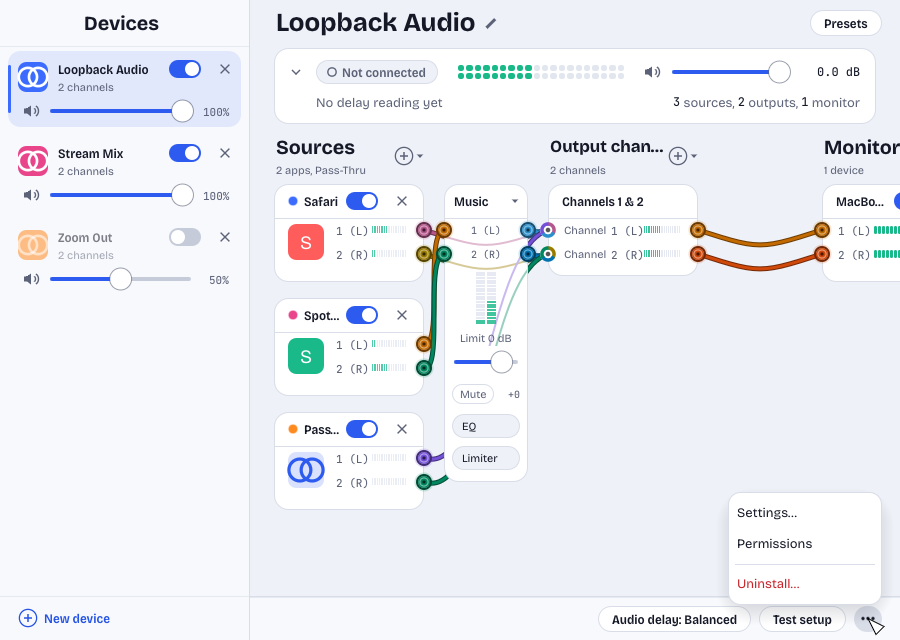 Devices
Loopback Audio
2 channels
100%
Stream Mix
2 channels
100%
Zoom Out
2 channels
50%
New device
Loopback Audio
Presets
Not connected
0.0 dB
No delay reading yet
3 sources, 2 outputs, 1 monitor
Sources
2 apps, Pass-Thru
Safari
S
1 (L)
2 (R)
Spot...
S
1 (L)
2 (R)
Pass...
1 (L)
2 (R)
Music
1 (L)
2 (R)
Limit 0 dB
Mute
+0
EQ
Limiter
Output chan...
2 channels
Channels 1 & 2
Channel 1 (L)
Channel 2 (R)
Monitor
1 device
MacBo...
1 (L)
2 (R)
Settings...
Permissions
Uninstall...
Audio delay: Balanced
Test setup